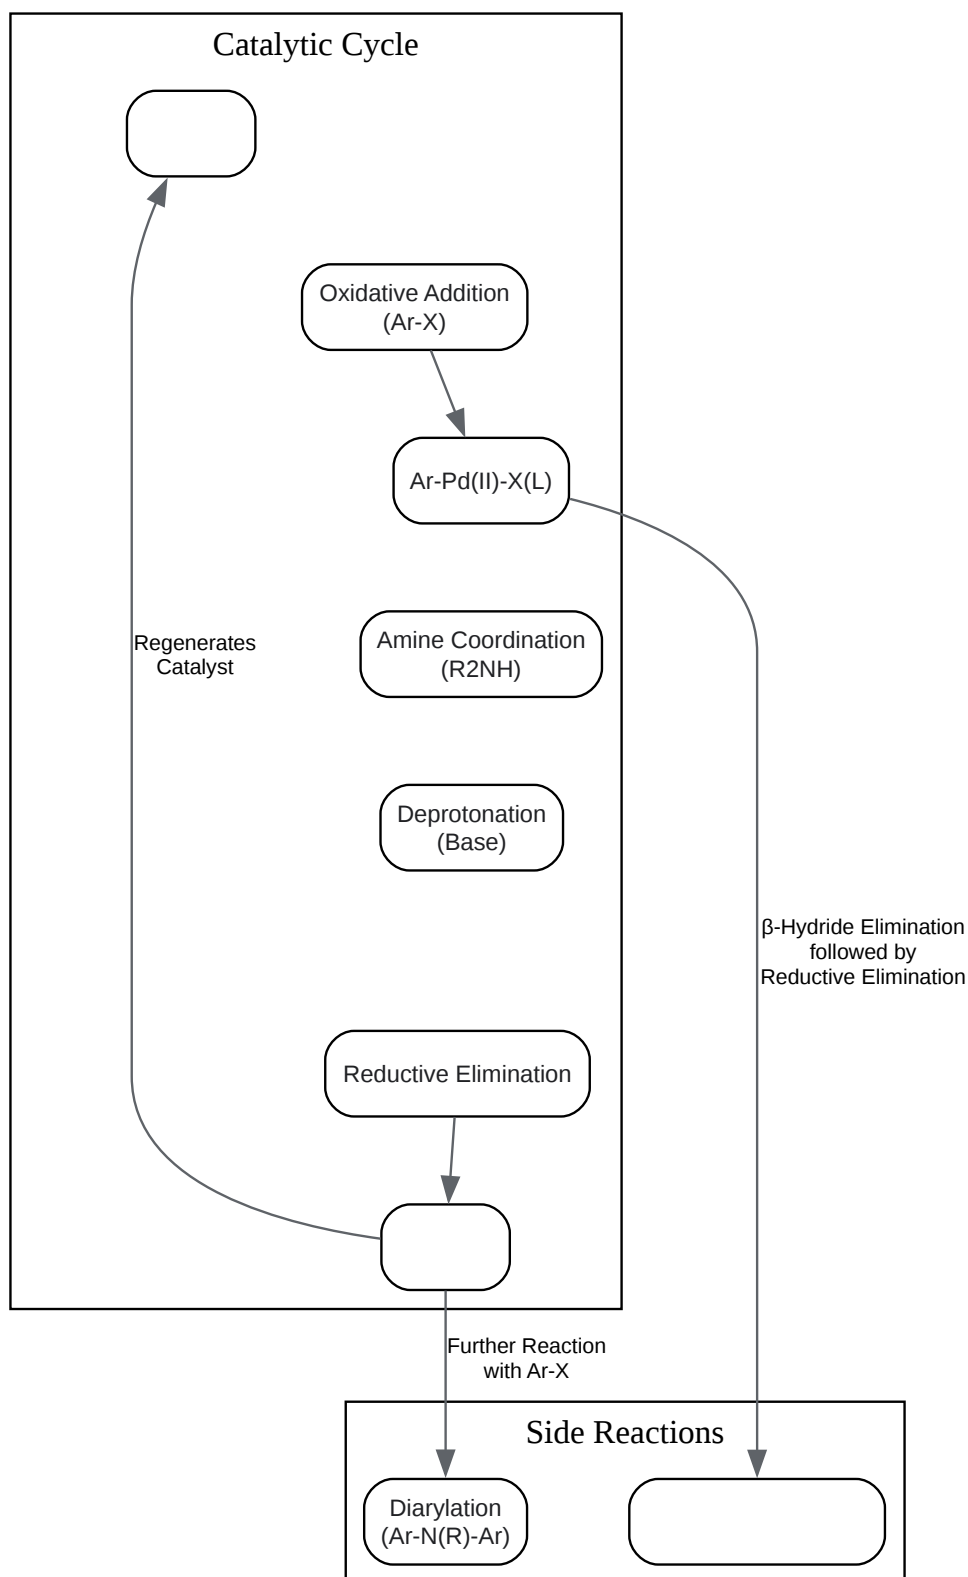 Catalytic Cycle
Oxidative Addition
(Ar-X)
Ar-Pd(II)-X(L)
Amine Coordination
(R2NH)
Regenerates
Catalyst
Deprotonation
(Base)
β-Hydride Elimination
followed by
Reductive Elimination
Reductive Elimination
Further Reaction
with Ar-X
Side Reactions
Diarylation
(Ar-N(R)-Ar)